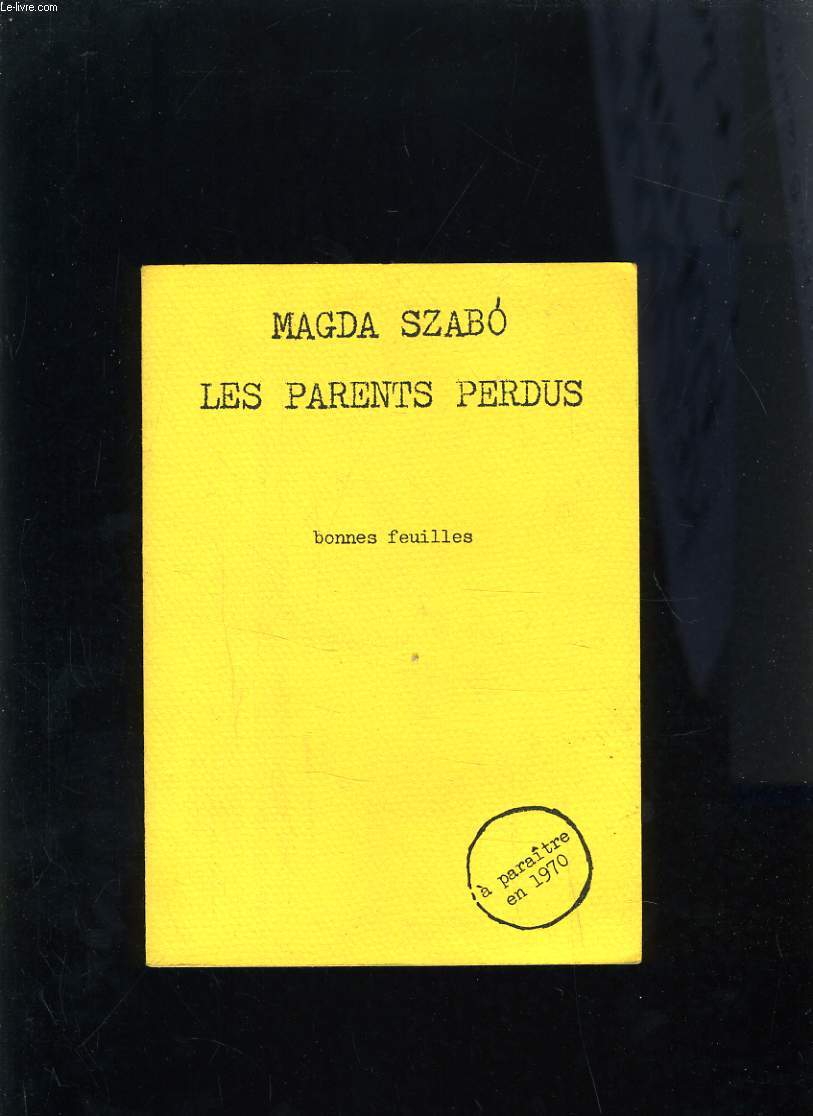 Le-livre.com
MAGDA SZABÓ
LES PARENTS PERDUS
bonnes feuilles
à paraître
en 1970